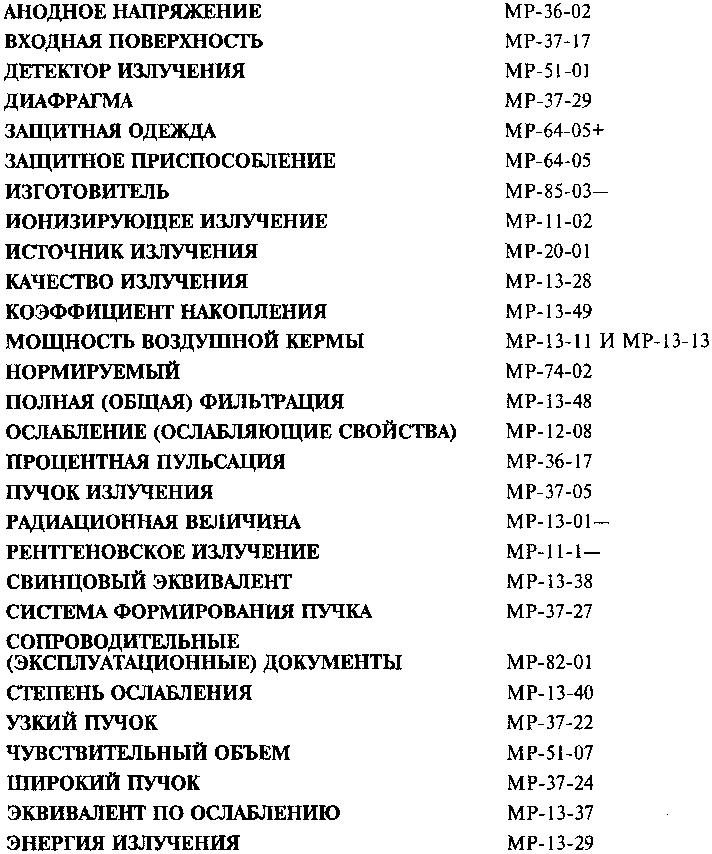 АНОДНОЕ НАПРЯЖЕНИЕ МР-36-02
ВХОДНАЯ ПОВЕРХНОСТЬ МР-37-17
ДЕТЕКТОР ИЗЛУЧЕНИЯ МР-51-01
ДИАФРАГМА МР-37-29
ЗАЩИТНАЯ ОДЕЖДА МР-64-05+
ЗАЩИТНОЕ ПРИСПОСОБЛЕНИЕ МР-64-05
ИЗГОТОВИТЕЛЬ МР-85-03—
ИОНИЗИРУЮЩЕЕ ИЗЛУЧЕНИЕ МР-11-02
ИСТОЧНИК ИЗЛУЧЕНИЯ МР-20-01
КАЧЕСТВО ИЗЛУЧЕНИЯ МР-13-28
КОЭФФИЦИЕНТ НАКОПЛЕНИЯ МР-13-49
МОЩНОСТЬ ВОЗДУШНОЙ КЕРМЫ МР-13-11 И МР-13-13
НОРМИРУЕМЫЙ МР-74-02
ПОЛНАЯ (ОБЩАЯ) ФИЛЬТРАЦИЯ МР-13-48
ОСЛАБЛЕНИЕ (ОСЛАБЛЯЮЩИЕ СВОЙСТВА) МР-12-08
ПРОЦЕНТНАЯ ПУЛЬСАЦИЯ МР-36-17
ПУЧОК ИЗЛУЧЕНИЯ МР-37-05
РАДИАЦИОННАЯ ВЕЛИЧИНА МР-13-01—
РЕНТГЕНОВСКОЕ ИЗЛУЧЕНИЕ МР-11-1—
СВИНЦОВЫЙ ЭКВИВАЛЕНТ МР-13-38
СИСТЕМА ФОРМИРОВАНИЯ ПУЧКА МР-37-27
СОПРОВОДИТЕЛЬНЫЕ
(ЭКСПЛУАТАЦИОННЫЕ) ДОКУМЕНТЫ МР-82-01
СТЕПЕНЬ ОСЛАБЛЕНИЯ МР-13-40
УЗКИЙ ПУЧОК МР-37-22
ЧУВСТВИТЕЛЬНЫЙ ОБЪЕМ МР-51-07
ШИРОКИЙ ПУЧОК МР-37-24
ЭКВИВАЛЕНТ ПО ОСЛАБЛЕНИЮ МР-13-37
ЭНЕРГИЯ ИЗЛУЧЕНИЯ МР-13-29